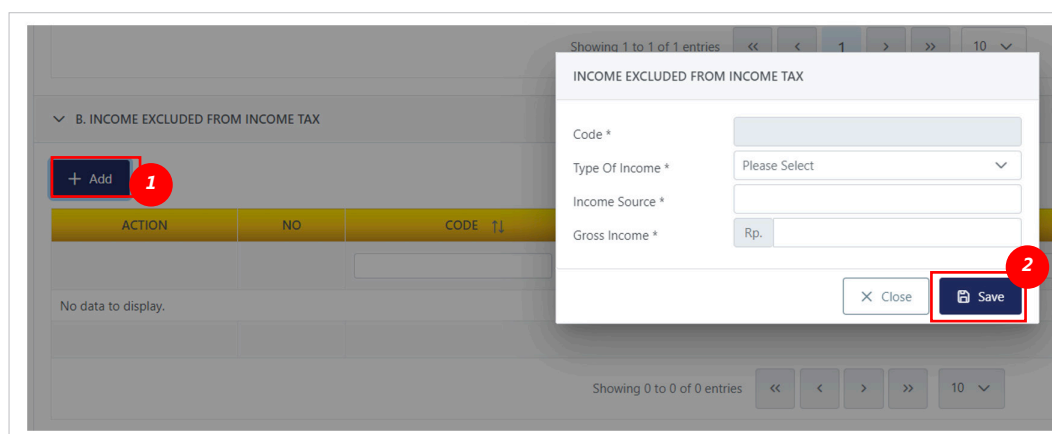 Showing 1 to 1 of 1 entries « < 1 > » 10
INCOME EXCLUDED FROM INCOME TAX
B. INCOME EXCLUDED FROM INCOME TAX
Code *
Type Of Income * Please Select
Income Source *
Gross Income * Rp.
+ Add 1
ACTION NO CODE
2
× Close Save
No data to display.
Showing 0 to 0 of 0 entries « < > » 10